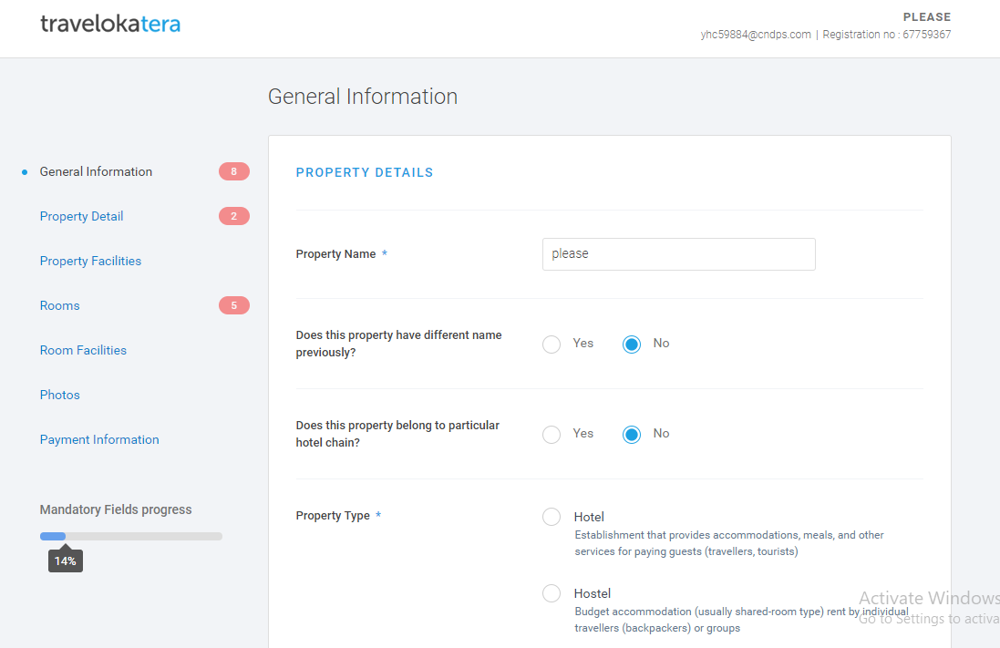 travelokatera
PLEASE
yhc59884@cndps.com | Registration no : 67759367
General Information
General Information 8
Property Detail 2
Property Facilities
Rooms 5
Room Facilities
Photos
Payment Information
Mandatory Fields progress
14%
PROPERTY DETAILS
Property Name *
please
Does this property have different name
previously?
Yes No
Does this property belong to particular
hotel chain?
Yes No
Property Type *
Hotel
Establishment that provides accommodations, meals, and other
services for paying guests (travellers, tourists)
Hostel
Budget accommodation (usually shared-room type) rent by individual
travellers (backpackers) or groups
Activate Windows
Go to Settings to activa